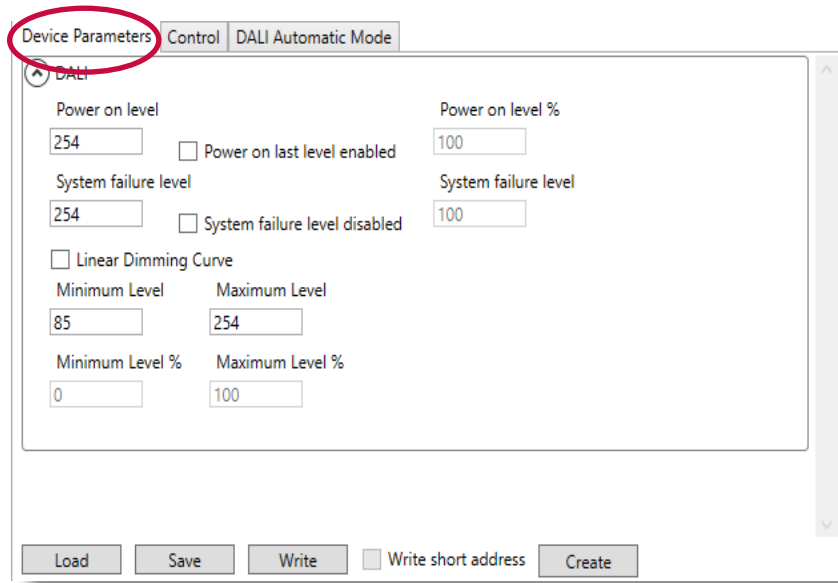 Device Parameters Control DALI Automatic Mode
DALI
Power on level Power on level %
254 Power on last level enabled 100
System failure level System failure level
254 System failure level disabled 100
Linear Dimming Curve
Minimum Level Maximum Level
85 254
Minimum Level % Maximum Level %
0 100
Load Save Write Write short address Create